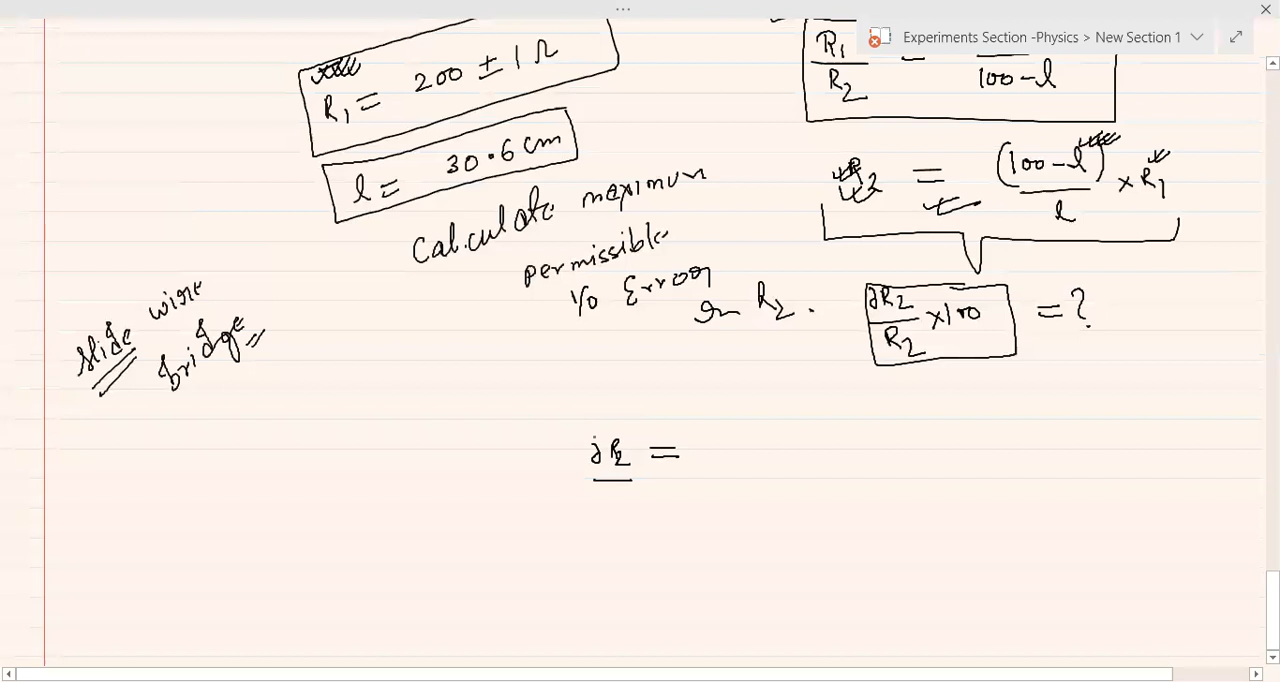 Experiments Section -Physics > New Section 1
R1 = 200 ± 1 Ω
l = 30.6 cm
R1/R2 = /100-l
R2 = (100-l)/l × R1
Calculate maximum
permissible
% Error
In R2.
∂R2/R2 × 100 = ?
slide wire
bridge
∂R2 =